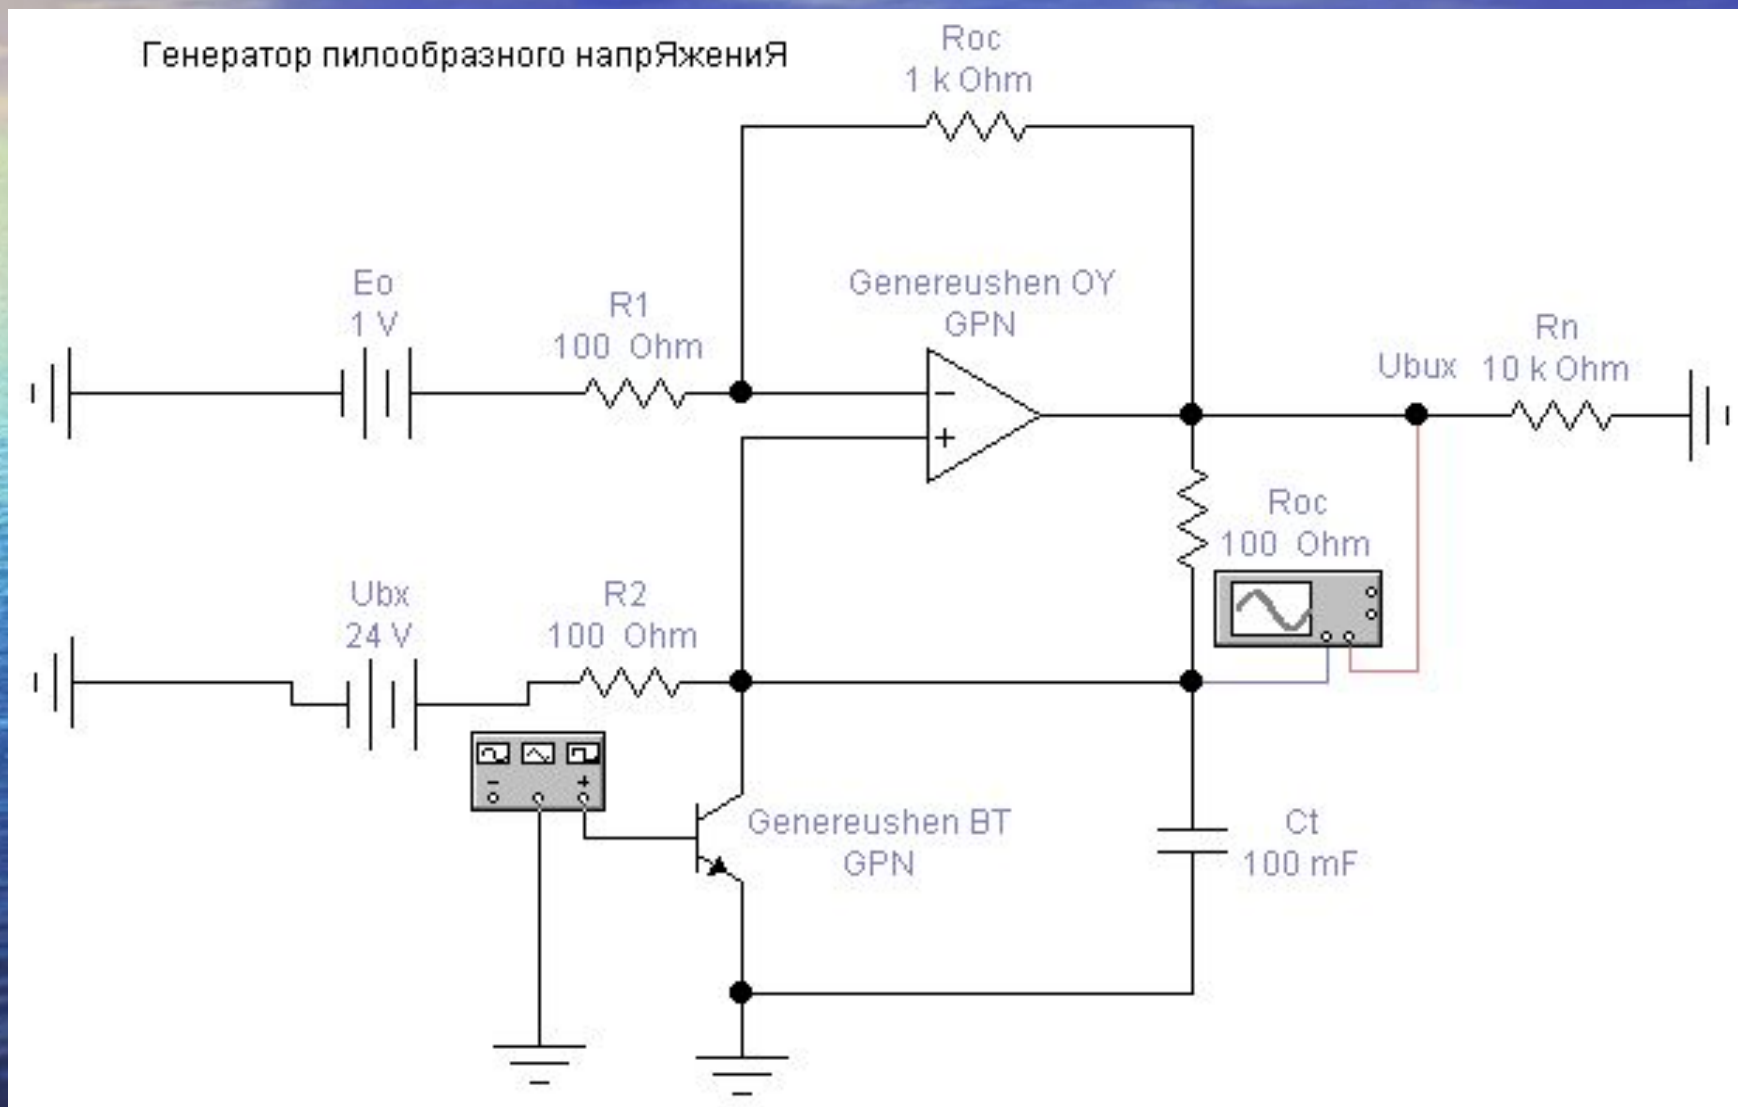 Генератор пилообразного напрЯжениЯ
Roc
1 k Ohm
Eo
1 V
R1
100 Ohm
Genereushen OY
GPN
Ubux
Rn
10 k Ohm
−
+
Roc
100 Ohm
Ubx
24 V
R2
100 Ohm
− +
Genereushen BT
GPN
Ct
100 mF